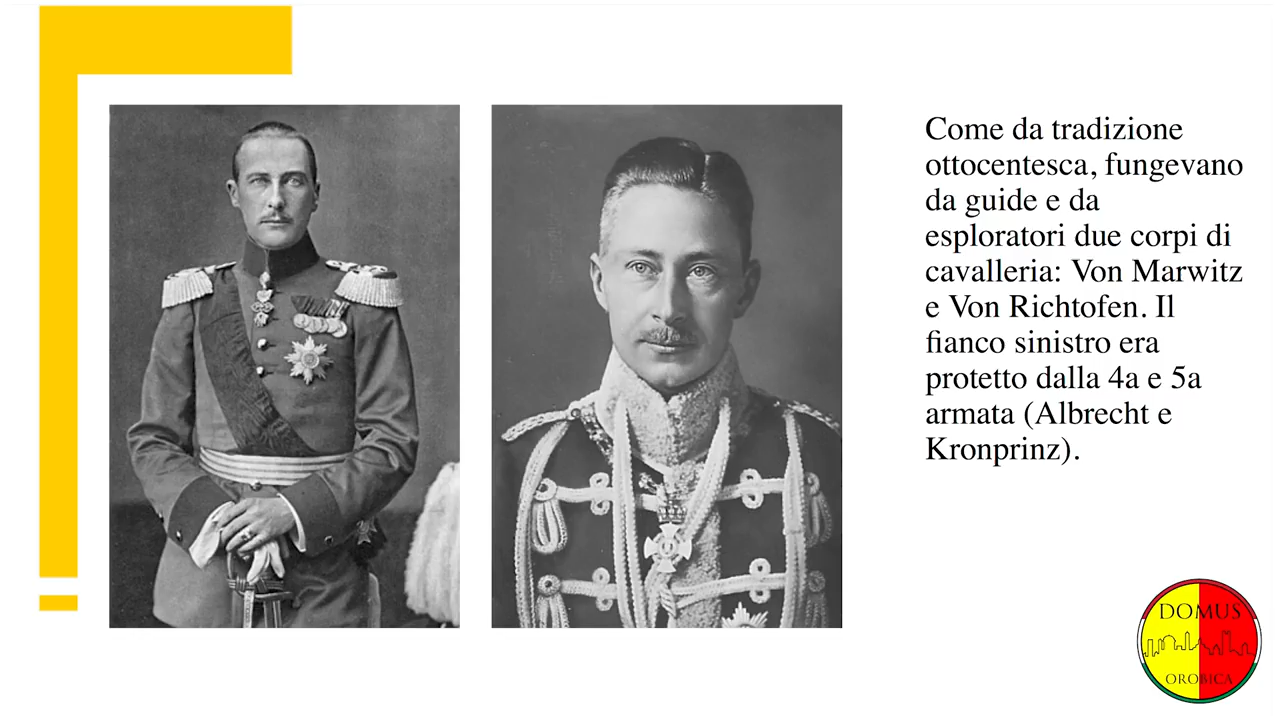 Come da tradizione
ottocentesca, fungevano
da guide e da
esploratori due corpi di
cavalleria: Von Marwitz
e Von Richtofen. Il
fianco sinistro era
protetto dalla 4a e 5a
armata (Albrecht e
Kronprinz).
DOMUS
OROBICA